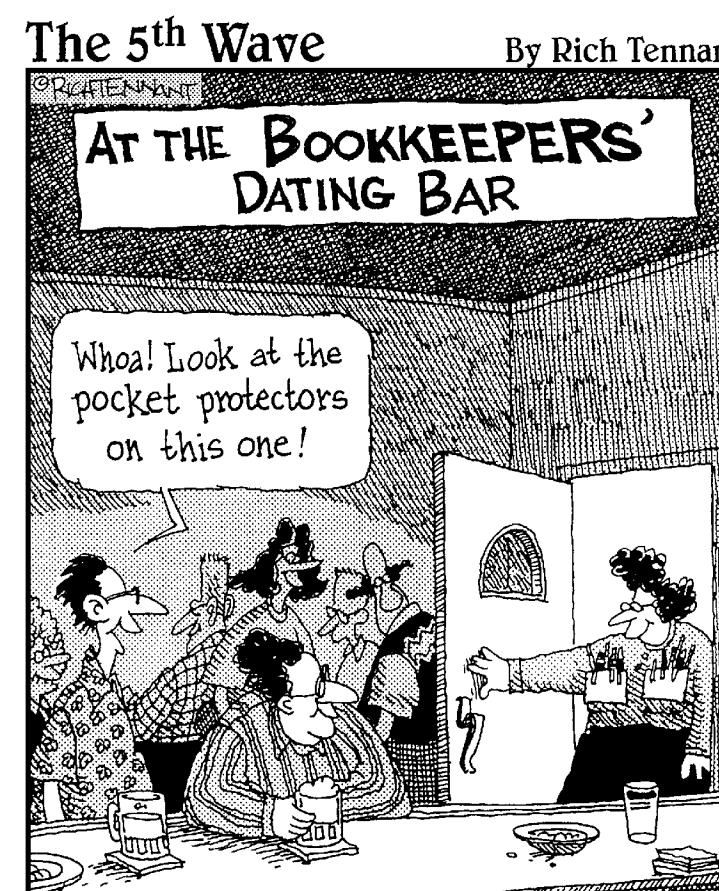 The 5th Wave
By Rich Tennan
©RICHTENNANT
AT THE BOOKKEEPERS'
DATING BAR
Whoa! Look at the
pocket protectors
on this one!